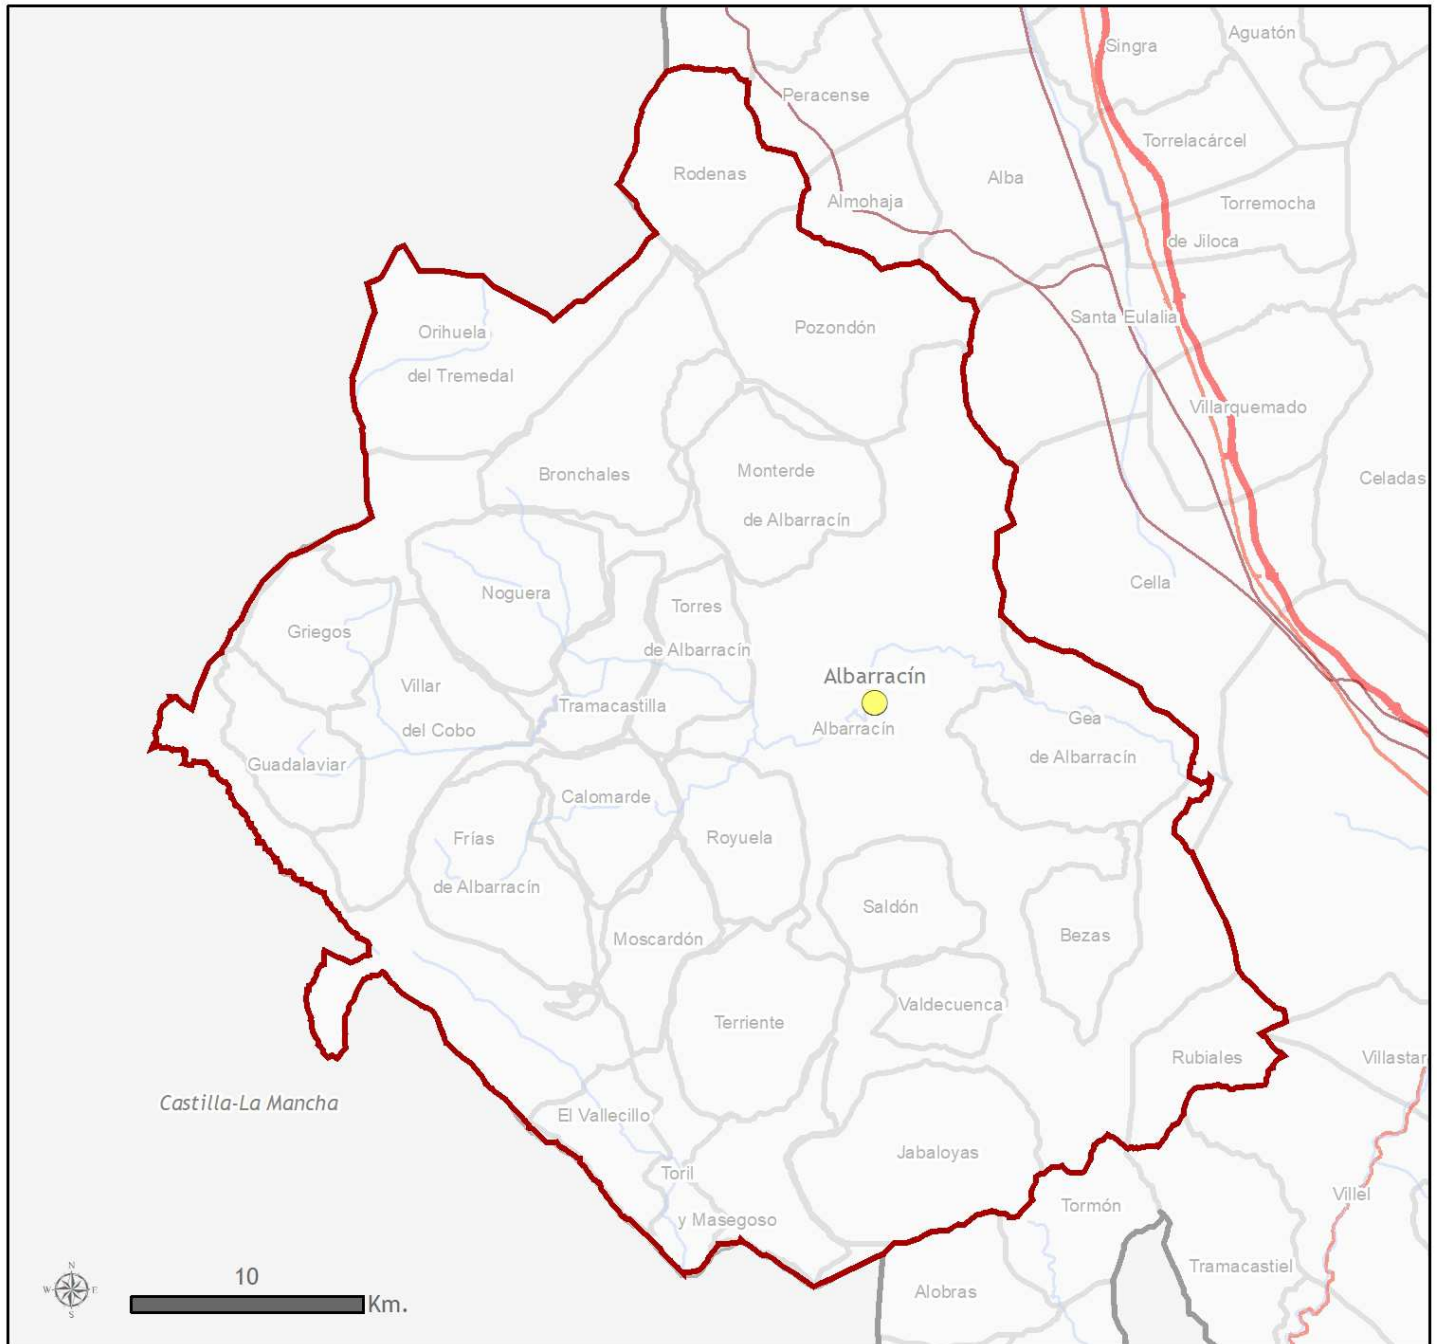 Aguatón
Singra
Peracense
Torrelacárcel
Rodenas
Alba
Almohaja
Torremocha
de Jiloca
Santa Eulalia
Orihuela
del Tremedal
Pozondón
Villarquemado
Bronchales
Monterde
de Albarracín
Celadas
Noguera
Cella
Torres
de Albarracín
Griegos
Villar
del Cobo
Tramacastilla
Albarracín
Albarracín
Gea
de Albarracín
Guadalaviar
Calomarde
Frías
de Albarracín
Royuela
Saldón
Moscardón
Bezas
Valdecuenca
Terriente
Rubiales
Villastar
Castilla-La Mancha
El Vallecillo
Jabaloyas
Toril
y Masegoso
Tormón
Villel
Tramacastiel
Alobras
N
W
E
S
10
Km.